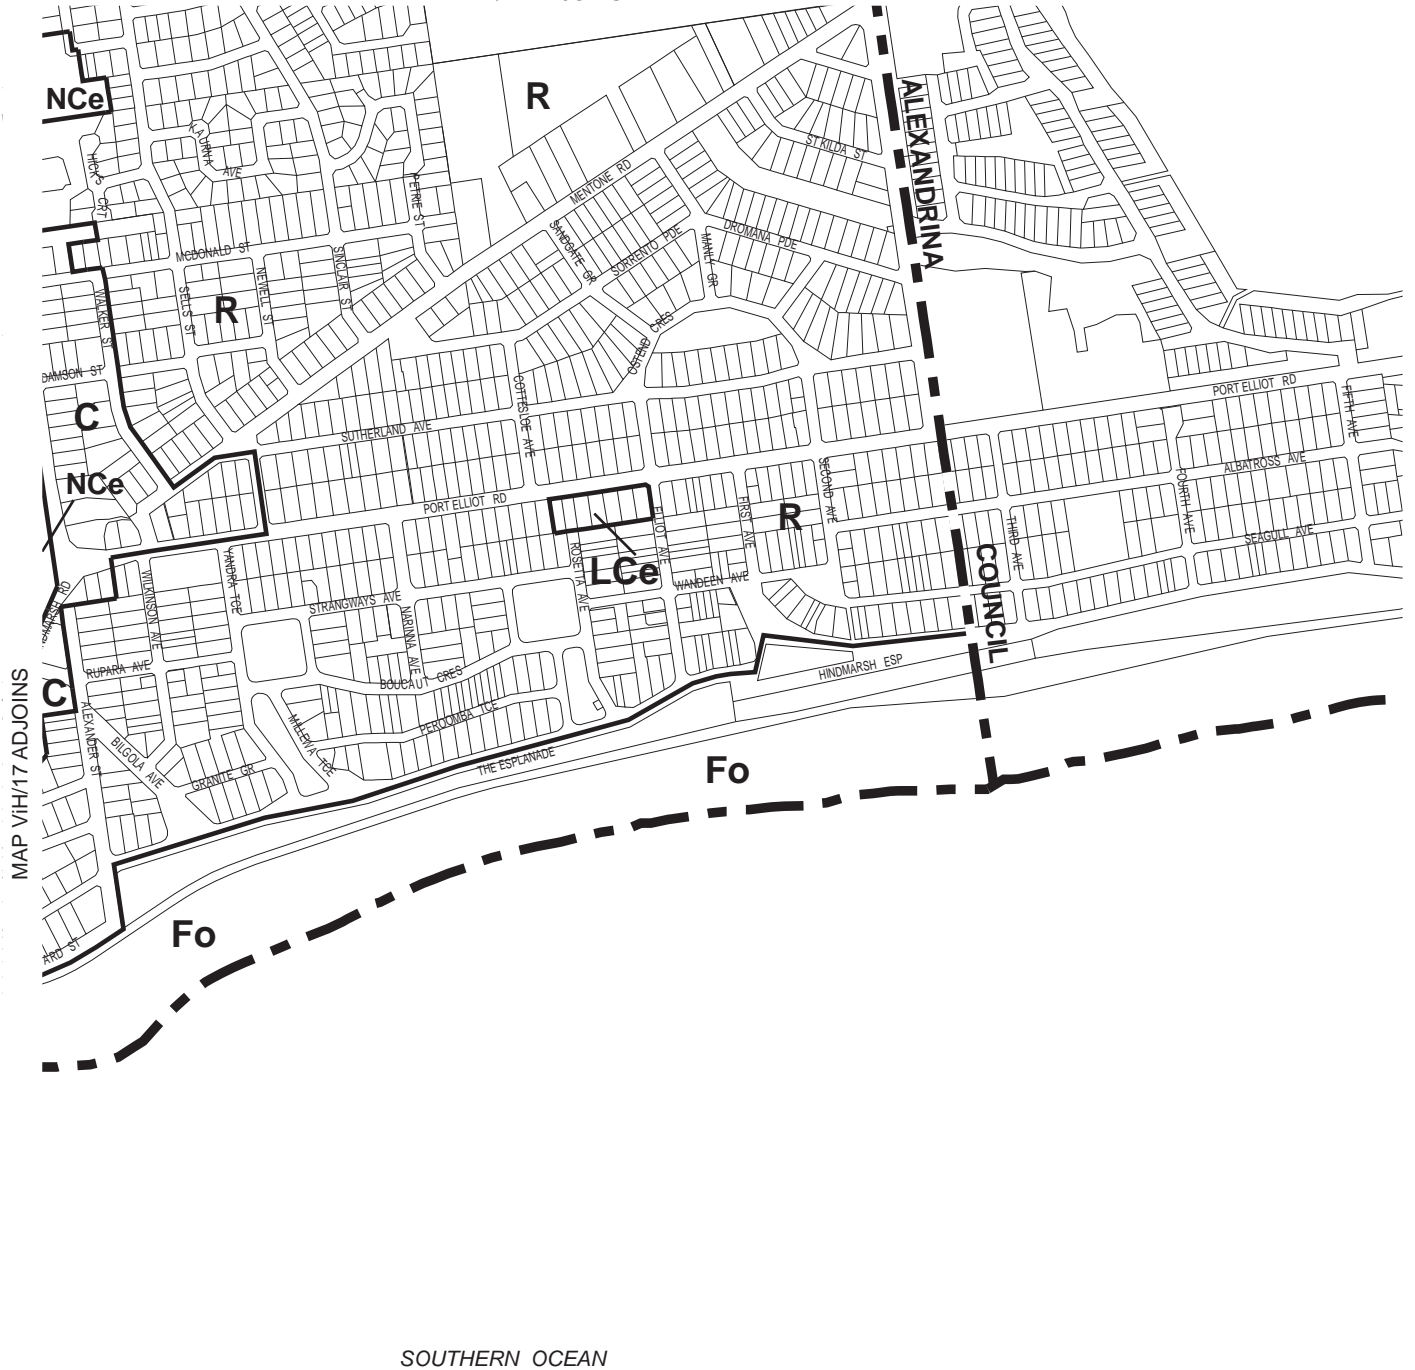 NCe
R
ALEXANDRINA
ST KILDA ST
KAURNA
AVE
HICKS CRT
PETRIE ST
MENTONE RD
SANDGATE GR
SORRENTO PDE
MANLY GR
DROMANA PDE
MCDONALD ST
SINCLAIR ST
NEWELL ST
SELLS ST
WALKER ST
R
OSTEND CRES
DAMSON ST
C
COTTESLOE AVE
SUTHERLAND AVE
PORT ELLIOT RD
FIFTH AVE
ALBATROSS AVE
NCe
PORT ELLIOT RD
SECOND AVE
FIRST AVE
R
FOURTH AVE
THIRD AVE
SEAGULL AVE
ELLIOT AVE
ROSETTA AVE
LCe
WANDEEN AVE
COUNCIL
YANDRA TCE
WILKINSON AVE
STRANGWAYS AVE
NARINNA AVE
RUPARA AVE
BOUCAUT CRES
HINDMARSH ESP
C
ALEXANDER ST
BILGOLA AVE
MILLEWA TCE
PEROOMBA TCE
GRANITE GR
THE ESPLANADE
Fo
MAP ViH/17 ADJOINS
Fo
ARD ST
SOUTHERN OCEAN